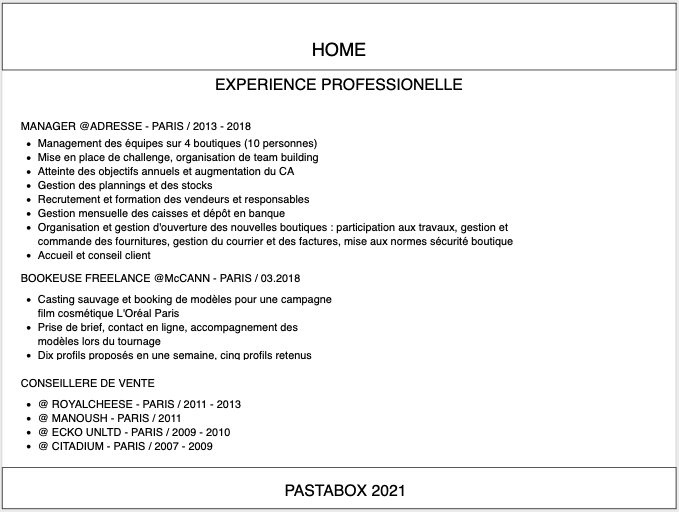 HOME
EXPERIENCE PROFESSIONELLE
MANAGER @ADRESSE - PARIS / 2013 - 2018
• Management des équipes sur 4 boutiques (10 personnes)
• Mise en place de challenge, organisation de team building
• Atteinte des objectifs annuels et augmentation du CA
• Gestion des plannings et des stocks
• Recrutement et formation des vendeurs et responsables
• Gestion mensuelle des caisses et dépôt en banque
• Organisation et gestion d'ouverture des nouvelles boutiques : participation aux travaux, gestion et
commande des fournitures, gestion du courrier et des factures, mise aux normes sécurité boutique
• Accueil et conseil client
BOOKEUSE FREELANCE @McCANN - PARIS / 03.2018
• Casting sauvage et booking de modèles pour une campagne
film cosmétique L'Oréal Paris
• Prise de brief, contact en ligne, accompagnement des
modèles lors du tournage
• Dix profils proposés en une semaine, cinq profils retenus
CONSEILLERE DE VENTE
• @ ROYALCHEESE - PARIS / 2011 - 2013
• @ MANOUSH - PARIS / 2011
• @ ECKO UNLTD - PARIS / 2009 - 2010
• @ CITADIUM - PARIS / 2007 - 2009
PASTABOX 2021